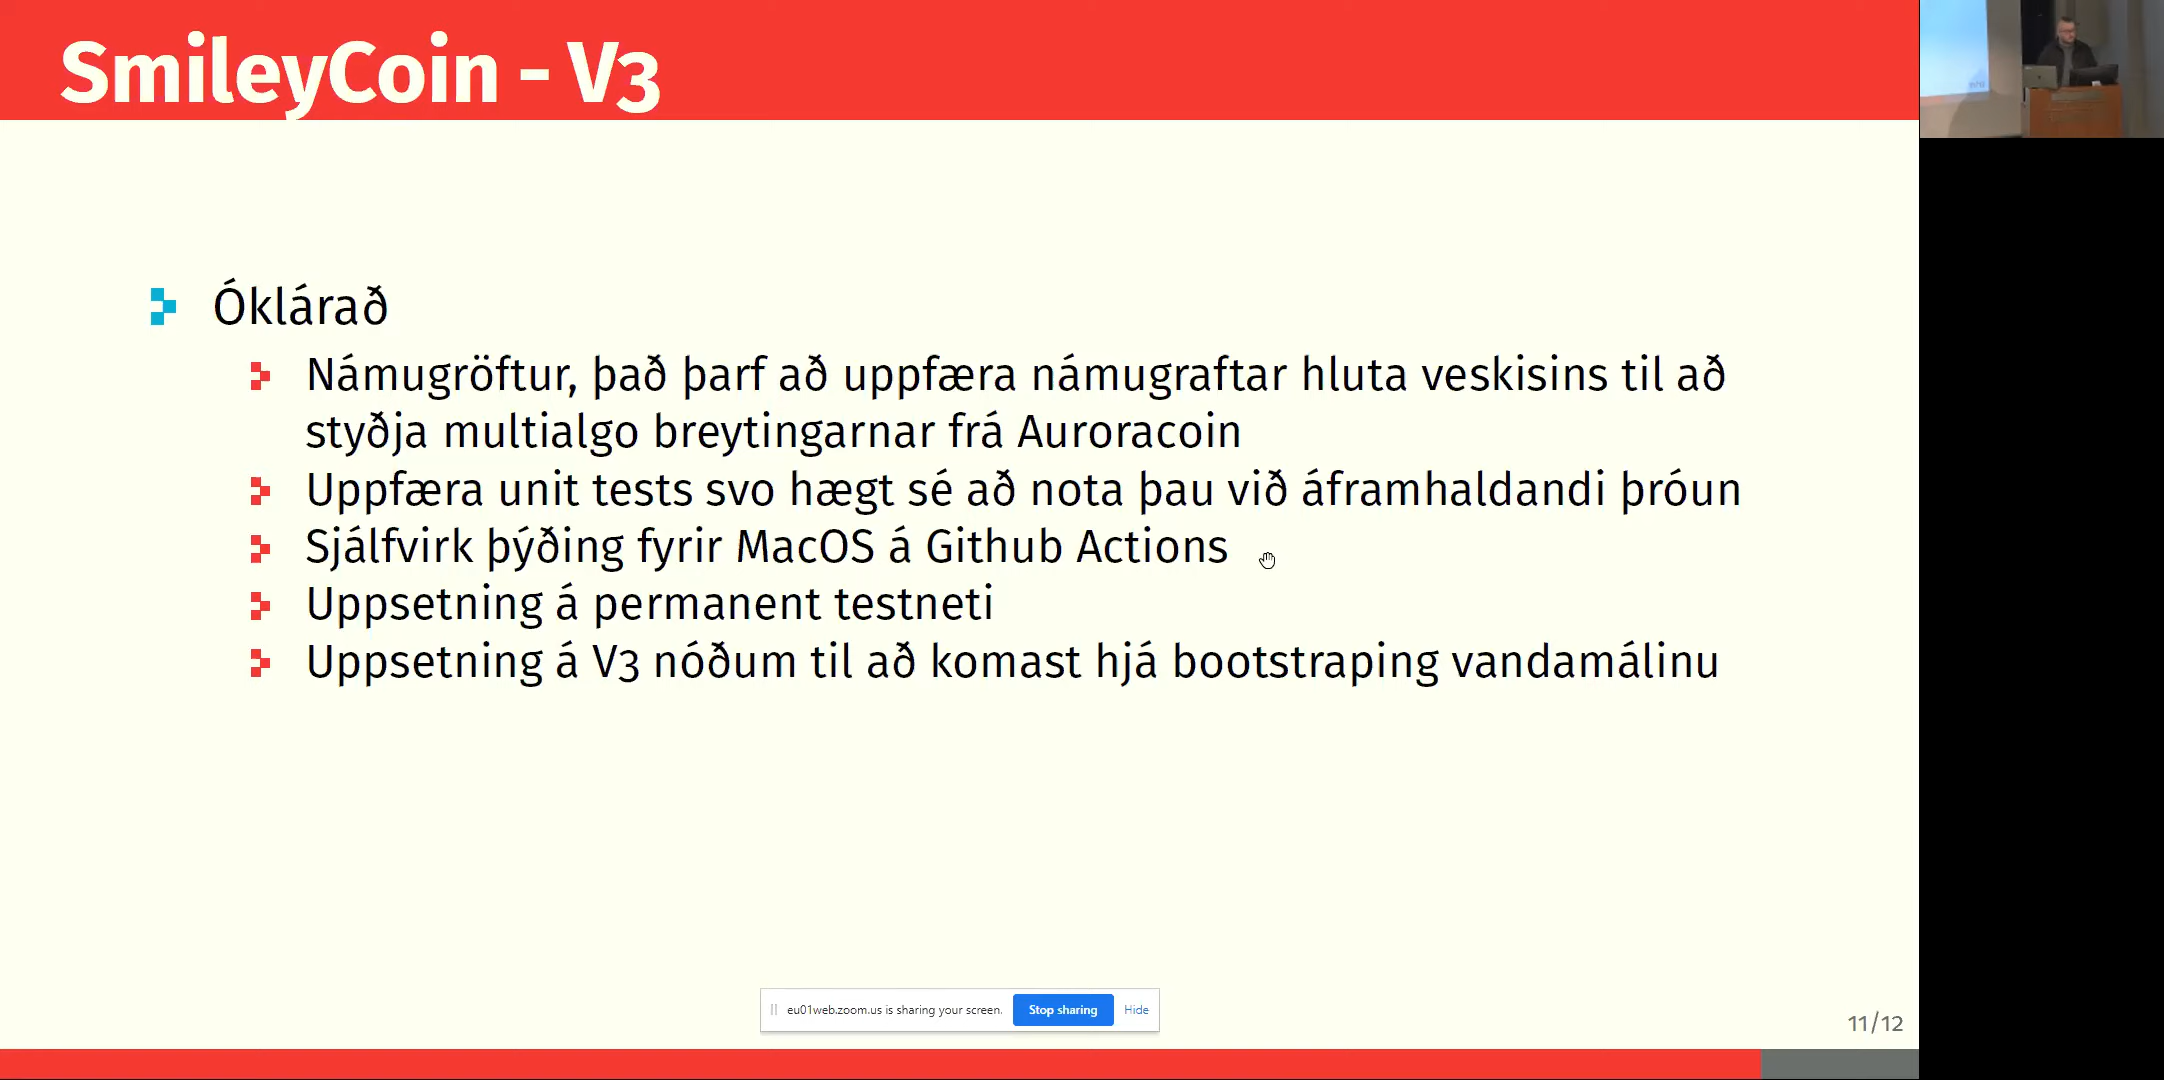 SmileyCoin - V3
Óklárað
Námugröftur, það þarf að uppfæra námugraftar hluta veskisins til að
styðja multialgo breytingarnar frá Auroracoin
Uppfæra unit tests svo hægt sé að nota þau við áframhaldandi þróun
Sjálfvirk þýðing fyrir MacOS á Github Actions
Uppsetning á permanent testneti
Uppsetning á V3 nóðum til að komast hjá bootstraping vandamálinu
eu01web.zoom.us is sharing your screen. Stop sharing Hide
11/12